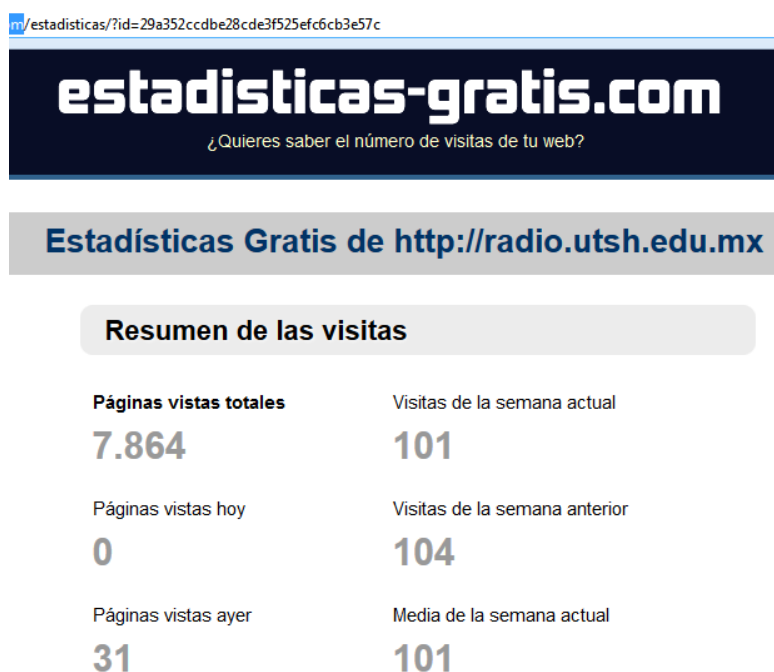 om/estadisticas/?id=29a352ccdbe28cde3f525efc6cb3e57c
estadisticas-gratis.com
¿Quieres saber el número de visitas de tu web?
Estadísticas Gratis de http://radio.utsh.edu.mx
Resumen de las visitas
Páginas vistas totales
7.864
Visitas de la semana actual
101
Páginas vistas hoy
0
Visitas de la semana anterior
104
Páginas vistas ayer
31
Media de la semana actual
101